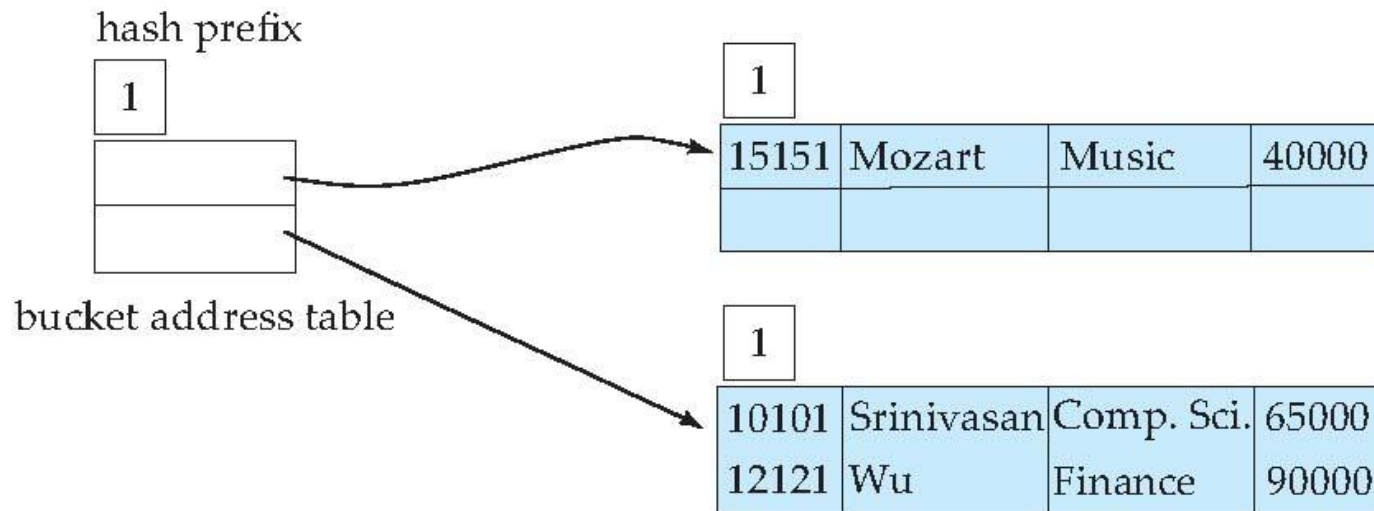 hash prefix
1
bucket address table
1
15151 Mozart Music 40000
1
10101 Srinivasan Comp. Sci. 65000
12121 Wu Finance 90000